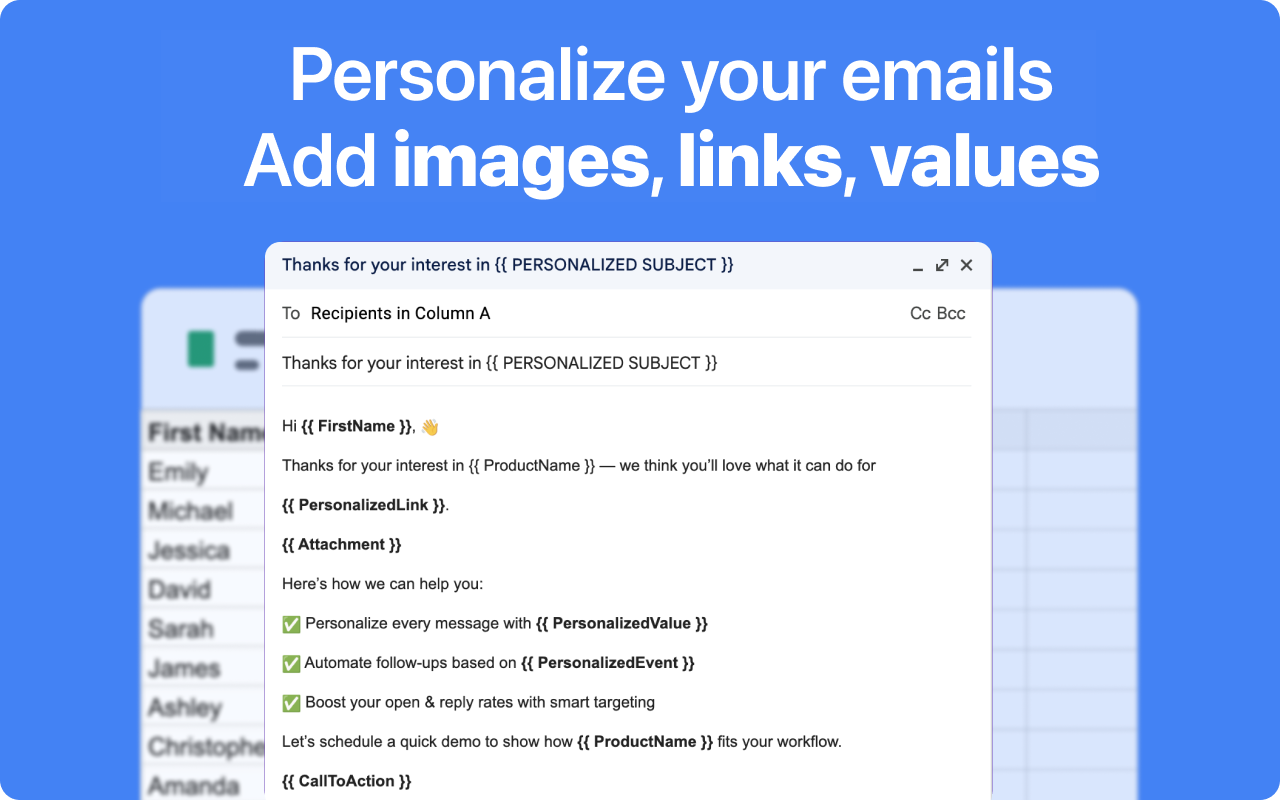 Personalize your emails
Add images, links, values
Thanks for your interest in {{ PERSONALIZED SUBJECT }}
To Recipients in Column A Cc Bcc
Thanks for your interest in {{ PERSONALIZED SUBJECT }}
Hi {{ FirstName }}, 👋
Thanks for your interest in {{ ProductName }} — we think you’ll love what it can do for
{{ PersonalizedLink }}.
{{ Attachment }}
Here’s how we can help you:
✅ Personalize every message with {{ PersonalizedValue }}
✅ Automate follow-ups based on {{ PersonalizedEvent }}
✅ Boost your open & reply rates with smart targeting
Let’s schedule a quick demo to show how {{ ProductName }} fits your workflow.
{{ CallToAction }}
First Name
Emily
Michael
Jessica
David
Sarah
James
Ashley
Christophe
Amanda